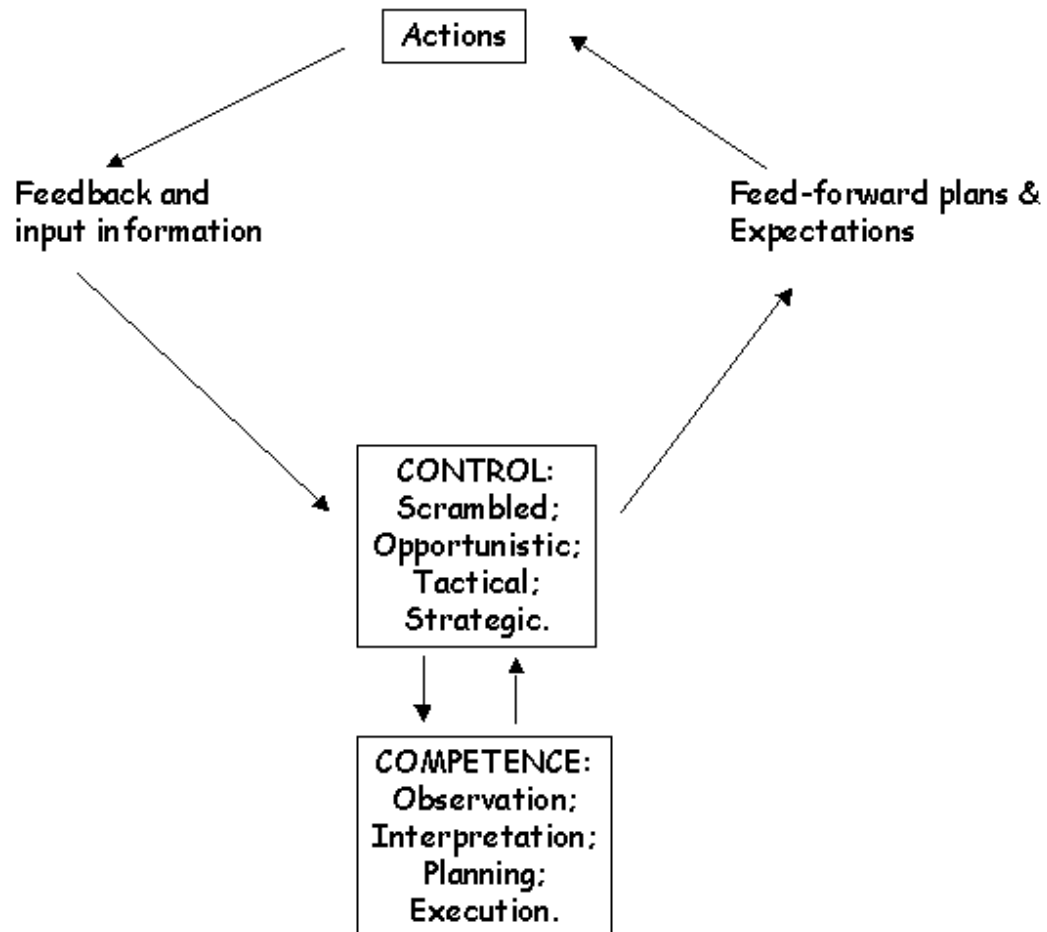 Actions
Feedback and
input information
Feed-forward plans &
Expectations
CONTROL:
Scrambled;
Opportunistic;
Tactical;
Strategic.
COMPETENCE:
Observation;
Interpretation;
Planning;
Execution.